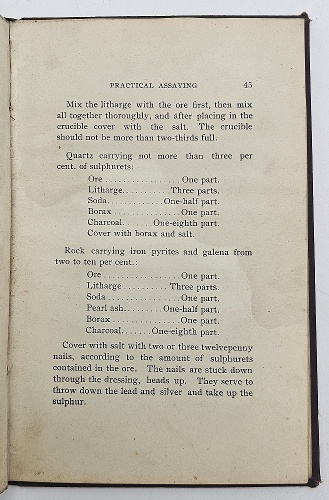 PRACTICAL ASSAYING 45
Mix the litharge with the ore first, then mix
all together thoroughly, and after placing in the
crucible cover with the salt. The crucible
should not be more than two-thirds full.
Quartz carrying not more than three per
cent. of sulphurets:
Ore..................One part.
Litharge...........Three parts.
Soda.............One-half part.
Borax.................One part.
Charcoal.......One-eighth part.
Cover with borax and salt.
Rock carrying iron pyrites and galena from
two to ten per cent.:
Ore...................One part.
Litharge..........Three parts.
Soda..................One part.
Pearl ash.........One-half part.
Borax.................One part.
Charcoal.......One-eighth part.
Cover with salt with two or three twelvepenny
nails, according to the amount of sulphurets
contained in the ore. The nails are stuck down
through the dressing, heads up. They serve to
throw down the lead and silver and take up the
sulphur.